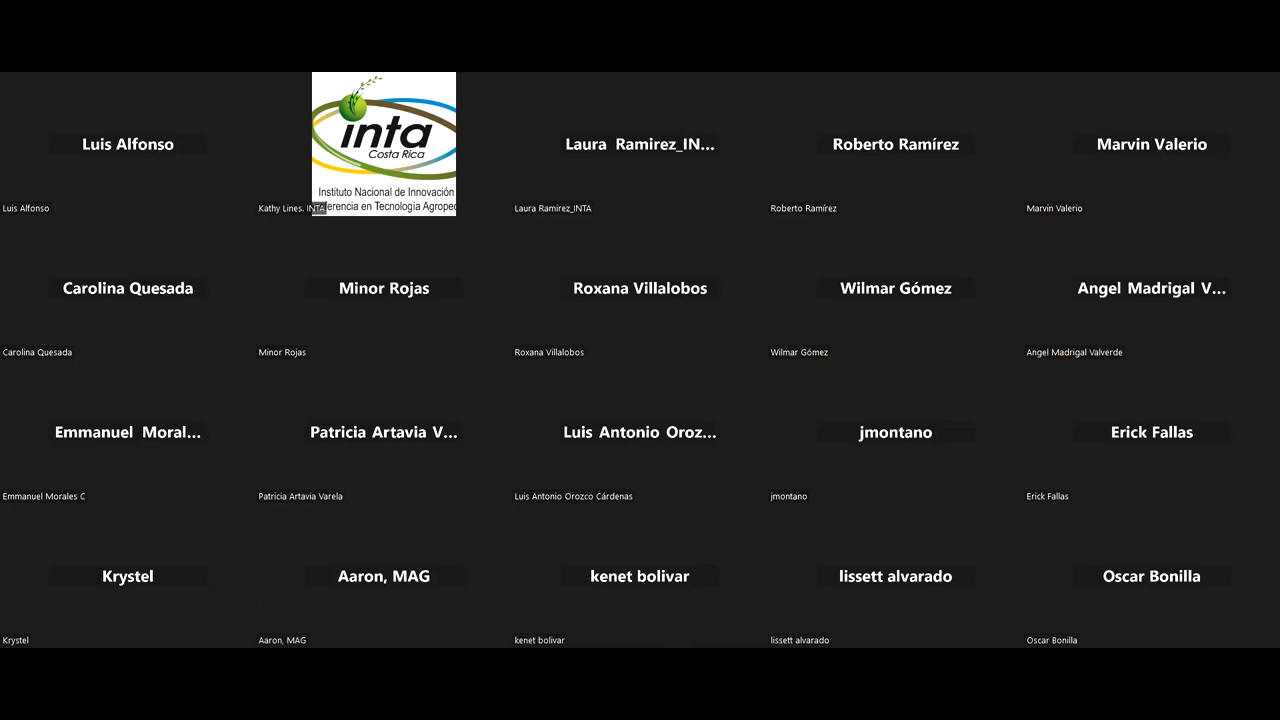 Luis Alfonso
inta
Costa Rica
Instituto Nacional de Innovación
ferencia en Tecnología Agropec
Laura Ramirez_IN...
Roberto Ramírez
Marvin Valerio
Luis Alfonso
Kathy Lines. INTA
Laura Ramirez_INTA
Roberto Ramírez
Marvin Valerio
Carolina Quesada
Minor Rojas
Roxana Villalobos
Wilmar Gómez
Angel Madrigal V...
Carolina Quesada
Minor Rojas
Roxana Villalobos
Wilmar Gómez
Angel Madrigal Valverde
Emmanuel Moral...
Patricia Artavia V...
Luis Antonio Oroz...
jmontano
Erick Fallas
Emmanuel Morales C
Patricia Artavia Varela
Luis Antonio Orozco Cárdenas
jmontano
Erick Fallas
Krystel
Aaron, MAG
kenet bolivar
lissett alvarado
Oscar Bonilla
Krystel
Aaron, MAG
kenet bolivar
lissett alvarado
Oscar Bonilla